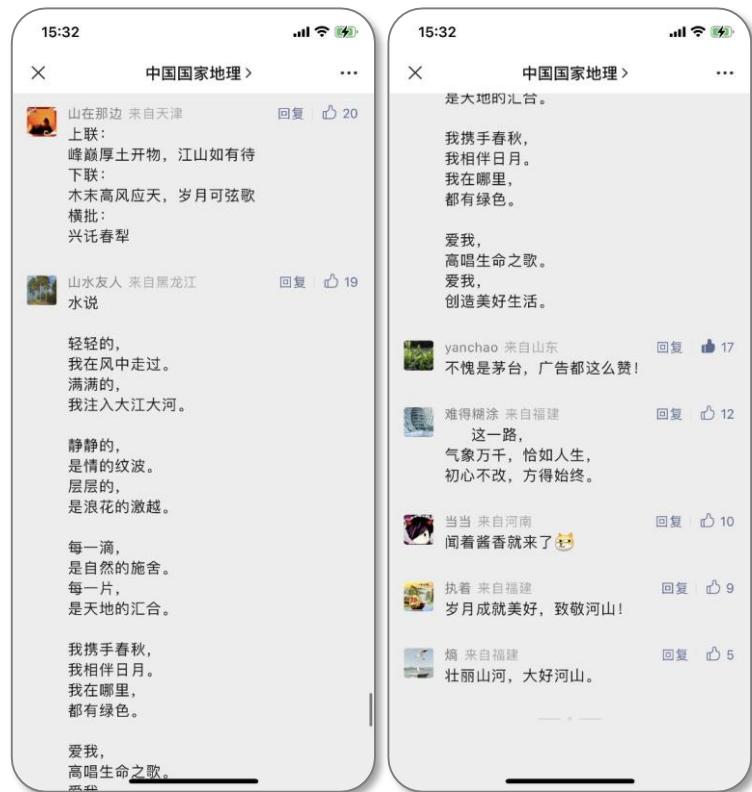 15:32
中国国家地理>
山在那边 来自天津 回复 20
上联：
峰巅厚土开物，江山如有待
下联：
木末高风应天，岁月可弦歌
横批：
兴讬春犁
山水友人 来自黑龙江 回复 19
水说
轻轻的，
我在风中走过。
满满的，
我注入大江大河。
静静的，
是情的纹波。
层层的，
是浪花的激越。
每一滴，
是自然的施舍。
每一片，
是天地的汇合。
我携手春秋，
我相伴日月。
我在哪里，
都有绿色。
爱我，
高唱生命之歌。
爱我，
15:32
中国国家地理>
是天地的汇合。
我携手春秋，
我相伴日月。
我在哪里，
都有绿色。
爱我，
高唱生命之歌。
爱我，
创造美好生活。
yanchao 来自山东 回复 17
不愧是茅台，广告都这么赞！
难得糊涂 来自福建 回复 12
这一路，
气象万千，恰如人生，
初心不改，方得始终。
当当 来自河南 回复 10
闻着酱香就来了
执着 来自福建 回复 9
岁月成就美好，致敬河山！
熵 来自福建 回复 5
壮丽山河，大好河山。